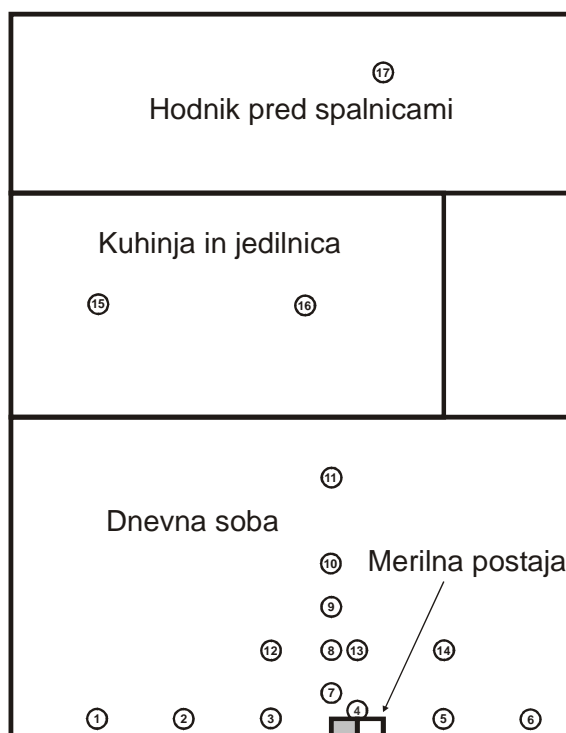 17
Hodnik pred spalnicami
Kuhinja in jedilnica
15 16
11
Dnevna soba
10 Merilna postaja
9
12 8 13 14
7
4
1 2 3 5 6